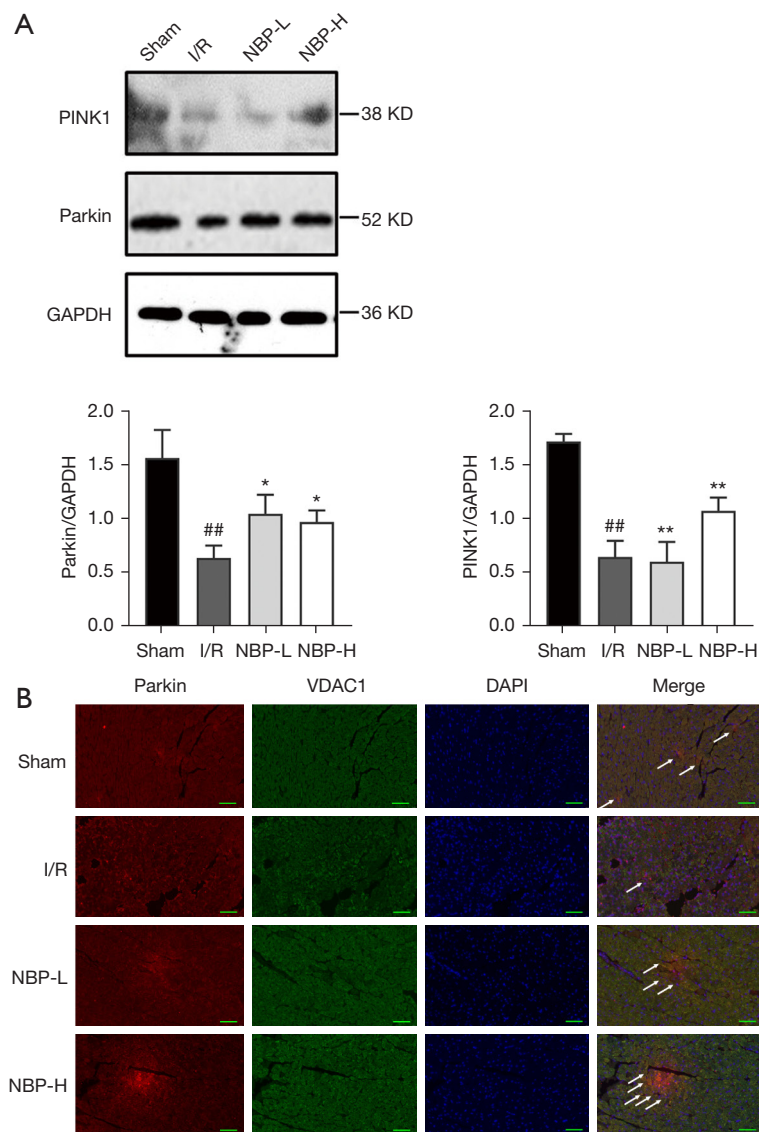 A
Sham I/R NBP-L NBP-H
PINK1 38 KD
Parkin 52 KD
GAPDH 36 KD
2.0
1.5
1.0
0.5
0.0
Parkin/GAPDH
##
*
*
Sham I/R NBP-L NBP-H
2.0
1.5
1.0
0.5
0.0
PINK1/GAPDH
##
**
**
Sham I/R NBP-L NBP-H
B
Parkin VDAC1 DAPI Merge
Sham
I/R
NBP-L
NBP-H